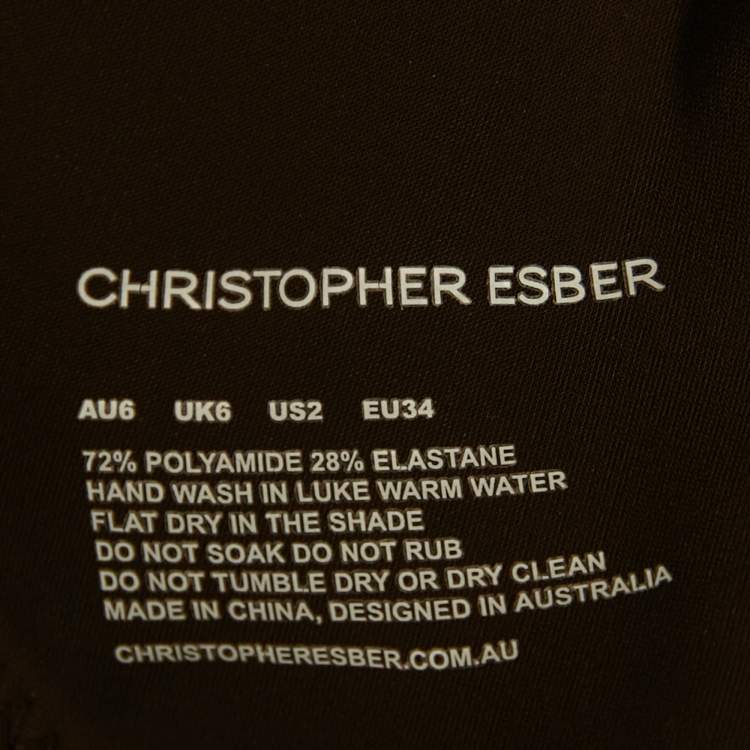 CHRISTOPHER ESBER
AU6 UK6 US2 EU34
72% POLYAMIDE 28% ELASTANE
HAND WASH IN LUKE WARM WATER
FLAT DRY IN THE SHADE
DO NOT SOAK DO NOT RUB
DO NOT TUMBLE DRY OR DRY CLEAN
MADE IN CHINA, DESIGNED IN AUSTRALIA
CHRISTOPHERESBER.COM.AU